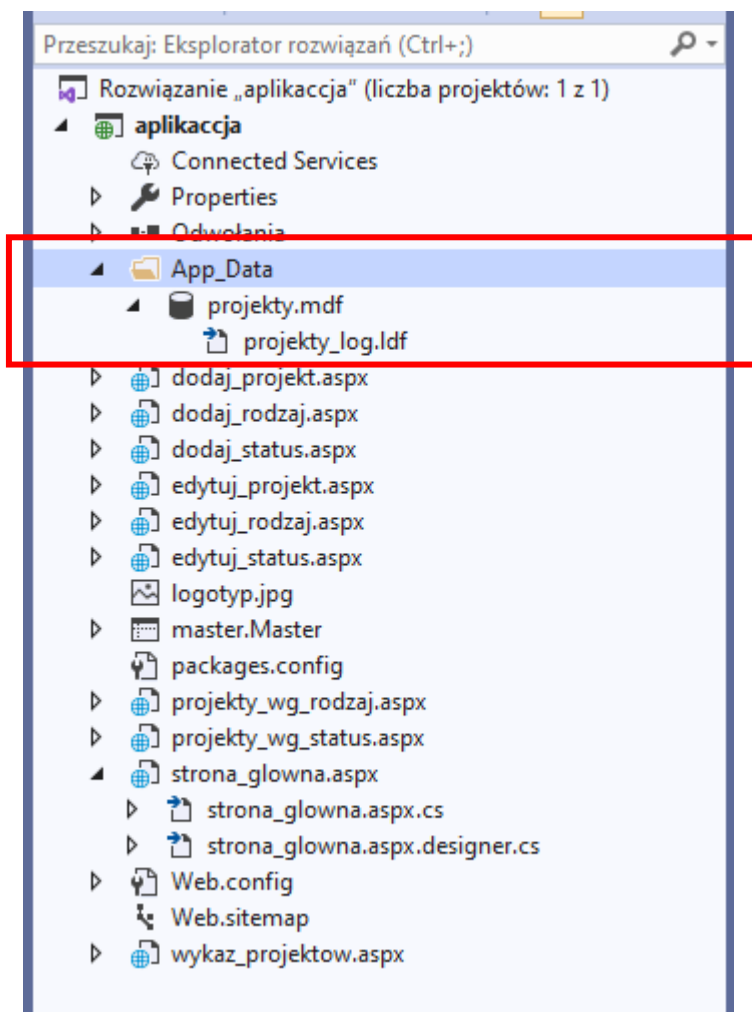 Przeszukaj: Eksplorator rozwiązań (Ctrl+;)
Rozwiązanie „aplikaccja” (liczba projektów: 1 z 1)
aplikaccja
Connected Services
Properties
Odwołania
App_Data
projekty.mdf
projekty_log.ldf
dodaj_projekt.aspx
dodaj_rodzaj.aspx
dodaj_status.aspx
edytuj_projekt.aspx
edytuj_rodzaj.aspx
edytuj_status.aspx
logotyp.jpg
master.Master
packages.config
projekty_wg_rodzaj.aspx
projekty_wg_status.aspx
strona_glowna.aspx
strona_glowna.aspx.cs
strona_glowna.aspx.designer.cs
Web.config
Web.sitemap
wykaz_projektow.aspx